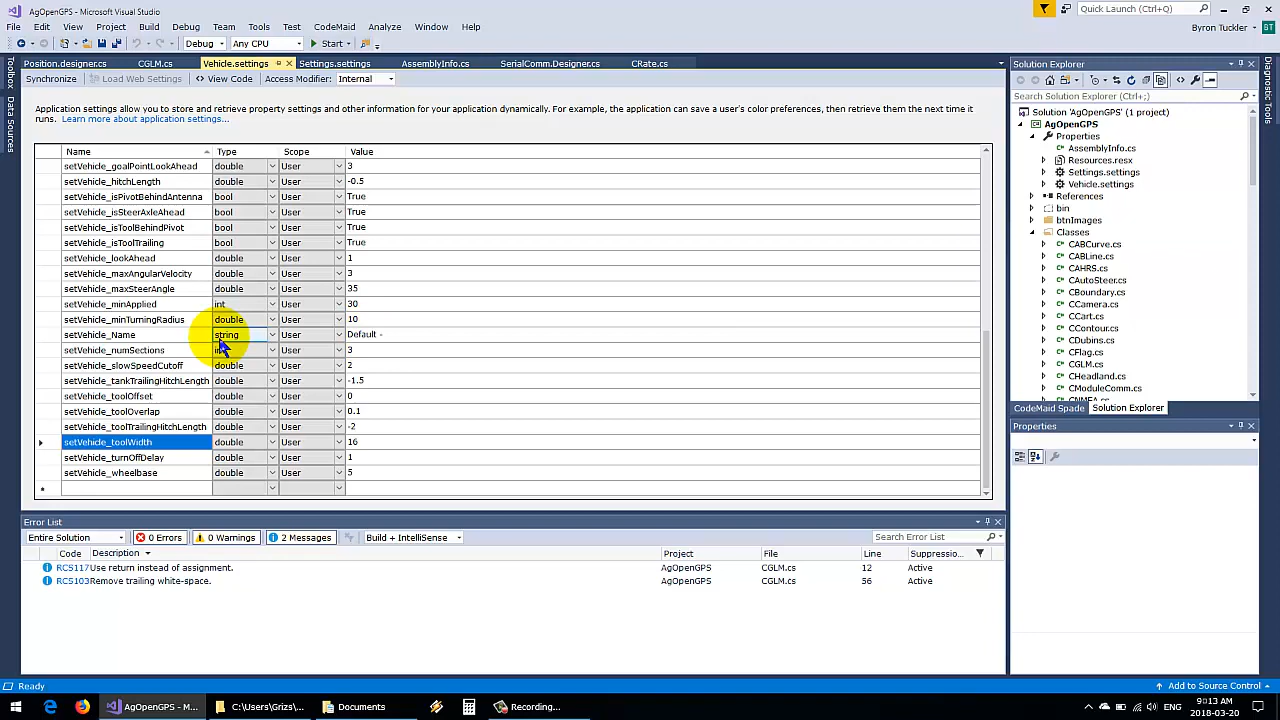 AgOpenGPS - Microsoft Visual Studio
Quick Launch (Ctrl+;)
File Edit View Project Build Debug Team Tools Test CodeMaid Analyze Window Help
Byron Tuckler BT
Debug Any CPU Start
Position.designer.cs CGLM.cs Vehicle.settings Settings.settings AssemblyInfo.cs SerialComm.Designer.cs CRate.cs
Synchronize Load Web Settings View Code Access Modifier: Internal
Toolbox
Data Sources
Application settings allow you to store and retrieve property settings and other information for your application dynamically. For example, the application can save a user's color preferences, then retrieve them the next time it
runs. Learn more about application settings...
Name Type Scope Value
setVehicle_goalPointLookAhead double User 3
setVehicle_hitchLength double User -0.5
setVehicle_isPivotBehindAntenna bool User True
setVehicle_isSteerAxleAhead bool User True
setVehicle_isToolBehindPivot bool User True
setVehicle_isToolTrailing bool User True
setVehicle_lookAhead double User 1
setVehicle_maxAngularVelocity double User 3
setVehicle_maxSteerAngle double User 35
setVehicle_minApplied int User 30
setVehicle_minTurningRadius double User 10
setVehicle_Name string User Default -
setVehicle_numSections int User 3
setVehicle_slowSpeedCutoff double User 2
setVehicle_tankTrailingHitchLength double User -1.5
setVehicle_toolOffset double User 0
setVehicle_toolOverlap double User 0.1
setVehicle_toolTrailingHitchLength double User -2
setVehicle_toolWidth double User 16
setVehicle_turnOffDelay double User 1
setVehicle_wheelbase double User 5
Solution Explorer
Search Solution Explorer (Ctrl+;)
Solution 'AgOpenGPS' (1 project)
AgOpenGPS
Properties
AssemblyInfo.cs
Resources.resx
Settings.settings
Vehicle.settings
References
bin
btnImages
Classes
CABCurve.cs
CABLine.cs
CAHRS.cs
CAutoSteer.cs
CBoundary.cs
CCamera.cs
CContour.cs
CDubins.cs
CFlag.cs
CGLM.cs
CHeadland.cs
CModuleComm.cs
CNMEA.cs
CodeMaid Spade Solution Explorer
Properties
Diagnostic Tools
Error List
Entire Solution 0 Errors 0 Warnings 2 Messages Build + IntelliSense Search Error List
Code Description Project File Line Suppressio...
RCS117 Use return instead of assignment. AgOpenGPS CGLM.cs 12 Active
RCS103 Remove trailing white-space. AgOpenGPS CGLM.cs 56 Active
Ready Add to Source Control
AgOpenGPS - M... C:\Users\Grizs... Documents Recording... ENG 9:13 AM
2018-03-20